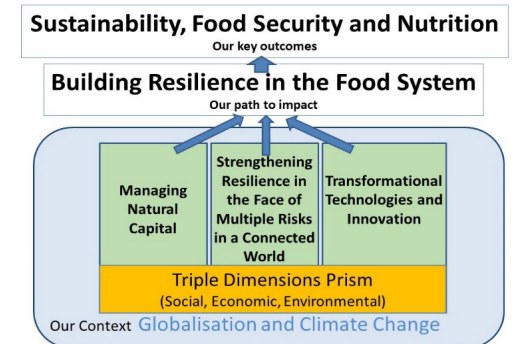 Sustainability, Food Security and Nutrition
Our key outcomes
Building Resilience in the Food System
Our path to impact
Managing
Natural
Capital
Strengthening
Resilience in
the Face of
Multiple Risks
in a Connected
World
Transformational
Technologies and
Innovation
Triple Dimensions Prism
(Social, Economic, Environmental)
Our Context Globalisation and Climate Change